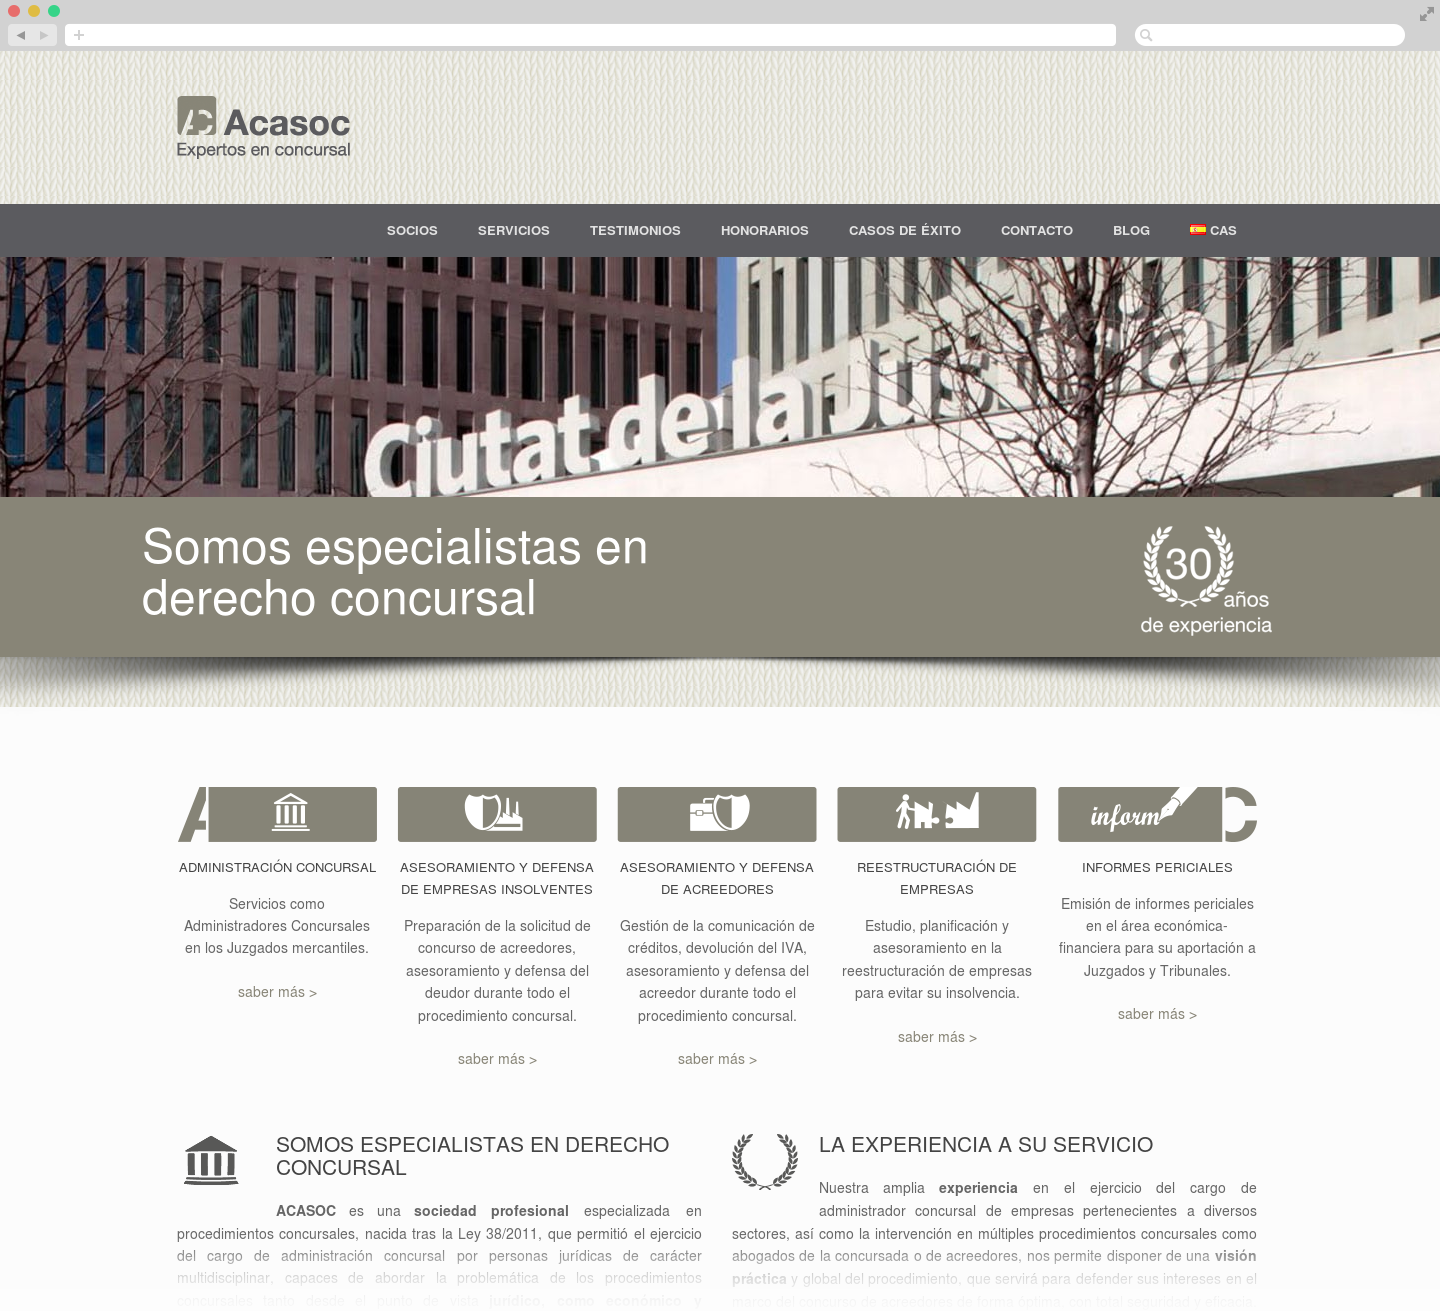 Acasoc
Expertos en concursal
SOCIOS SERVICIOS TESTIMONIOS HONORARIOS CASOS DE ÉXITO CONTACTO BLOG CAS
Ciutat de la Jus
Somos especialistas en
derecho concursal
30
años
de experiencia
A
inform
C
ADMINISTRACIÓN CONCURSAL
Servicios como
Administradores Concursales
en los Juzgados mercantiles.
saber más >
ASESORAMIENTO Y DEFENSA
DE EMPRESAS INSOLVENTES
Preparación de la solicitud de
concurso de acreedores,
asesoramiento y defensa del
deudor durante todo el
procedimiento concursal.
saber más >
ASESORAMIENTO Y DEFENSA
DE ACREEDORES
Gestión de la comunicación de
créditos, devolución del IVA,
asesoramiento y defensa del
acreedor durante todo el
procedimiento concursal.
saber más >
REESTRUCTURACIÓN DE
EMPRESAS
Estudio, planificación y
asesoramiento en la
reestructuración de empresas
para evitar su insolvencia.
saber más >
INFORMES PERICIALES
Emisión de informes periciales
en el área económica-
financiera para su aportación a
Juzgados y Tribunales.
saber más >
SOMOS ESPECIALISTAS EN DERECHO
CONCURSAL
ACASOC es una sociedad profesional especializada en
procedimientos concursales, nacida tras la Ley 38/2011, que permitió el ejercicio
del cargo de administración concursal por personas jurídicas de carácter
multidisciplinar, capaces de abordar la problemática de los procedimientos
concursales tanto desde el punto de vista jurídico, como económico y
LA EXPERIENCIA A SU SERVICIO
Nuestra amplia experiencia en el ejercicio del cargo de
administrador concursal de empresas pertenecientes a diversos
sectores, así como la intervención en múltiples procedimientos concursales como
abogados de la concursada o de acreedores, nos permite disponer de una visión
práctica y global del procedimiento, que servirá para defender sus intereses en el
marco del concurso de acreedores de forma óptima, con total seguridad y eficacia.